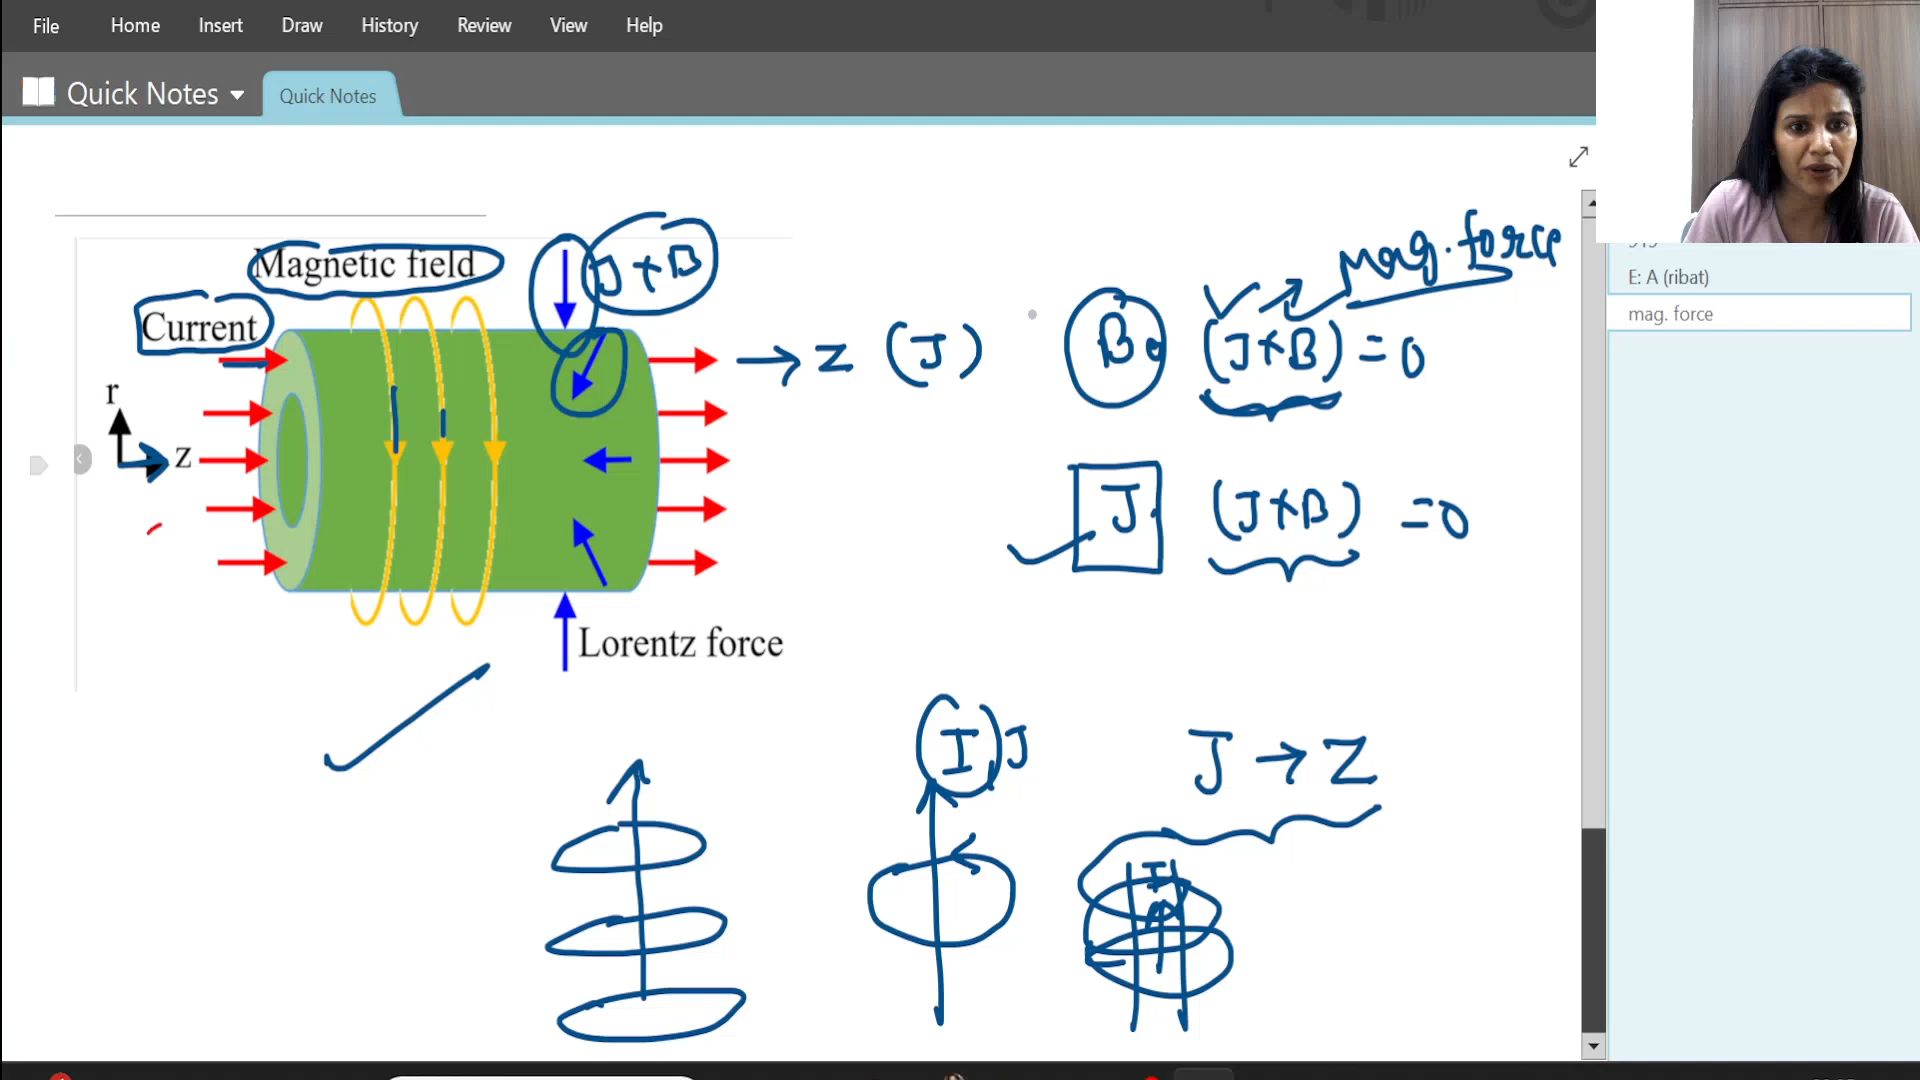 File Home Insert Draw History Review View Help
Quick Notes
Quick Notes
E: A (ribat)
mag. force
Magnetic field
J × B
Current
r
z
→ Z (J)
Lorentz force
mag. force
B. (J×B) = 0
J. (J×B) = 0
I J
J → Z
I